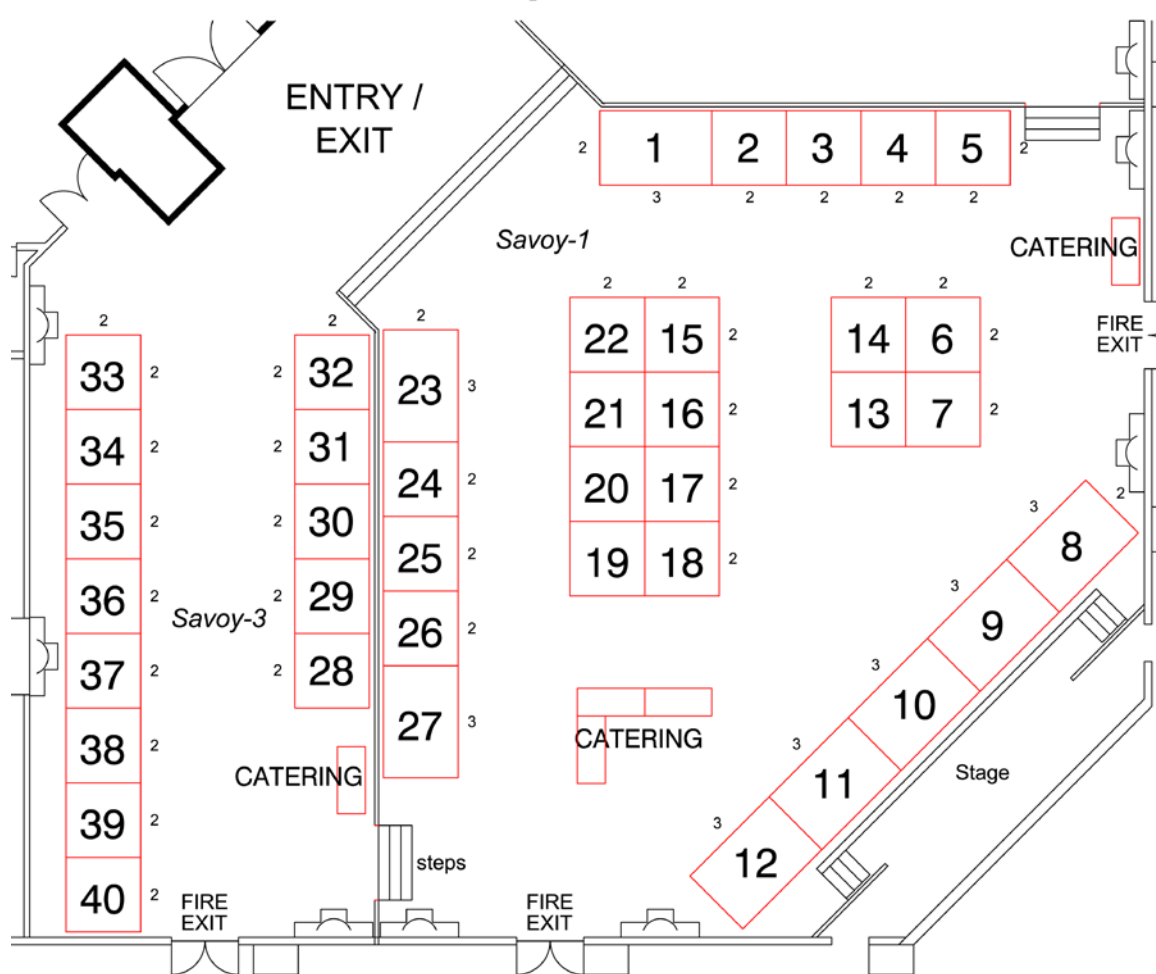 ENTRY /
EXIT
2 1 2 3 4 5 2
3 2 2 2 2
Savoy-1
CATERING
2 2 2 2
22 15 2 14 6 2
FIRE
EXIT
21 16 2 13 7 2
20 17 2
19 18 2
2 2 2
33 2 2 32 23 3
34 2 2 31 24 2
35 2 2 30 25 2
36 2 2 29 26 2
Savoy-3
37 2 2 28 27 3
38 2
39 2
40 2
CATERING
steps
CATERING
3 8 2
3 9
3 10
3 11
3 12
Stage
FIRE
EXIT
FIRE
EXIT